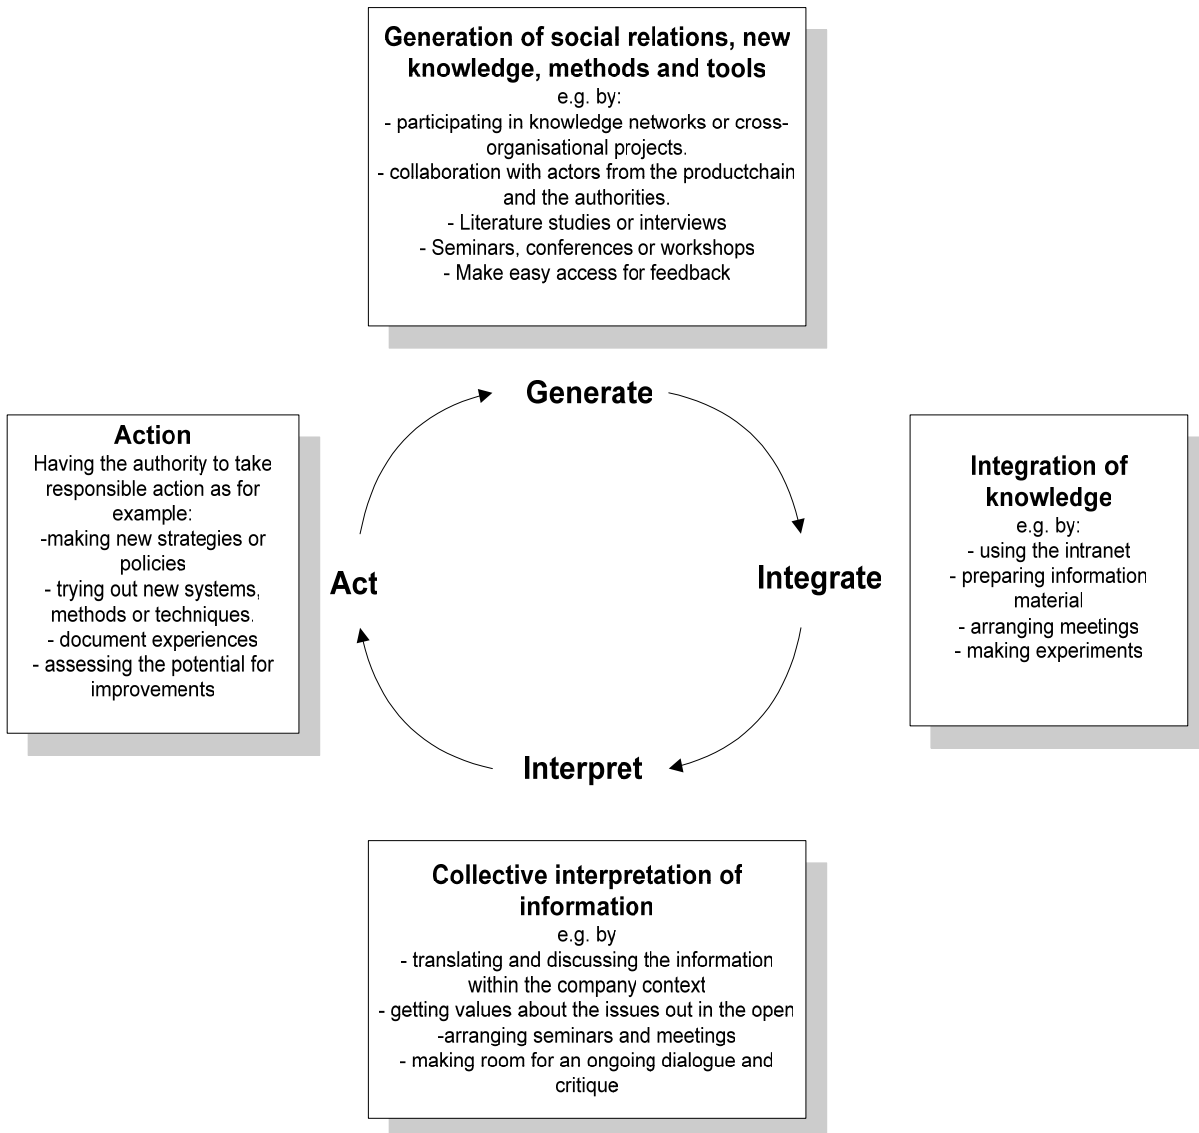 Generation of social relations, new
knowledge, methods and tools
e.g. by:
- participating in knowledge networks or cross-
organisational projects.
- collaboration with actors from the productchain
and the authorities.
- Literature studies or interviews
- Seminars, conferences or workshops
- Make easy access for feedback
Generate
Action
Having the authority to take
responsible action as for
example:
-making new strategies or
policies
- trying out new systems,
methods or techniques.
- document experiences
- assessing the potential for
improvements
Act
Integrate
Integration of
knowledge
e.g. by:
- using the intranet
- preparing information
material
- arranging meetings
- making experiments
Interpret
Collective interpretation of
information
e.g. by
- translating and discussing the information
within the company context
- getting values about the issues out in the open
-arranging seminars and meetings
- making room for an ongoing dialogue and
critique